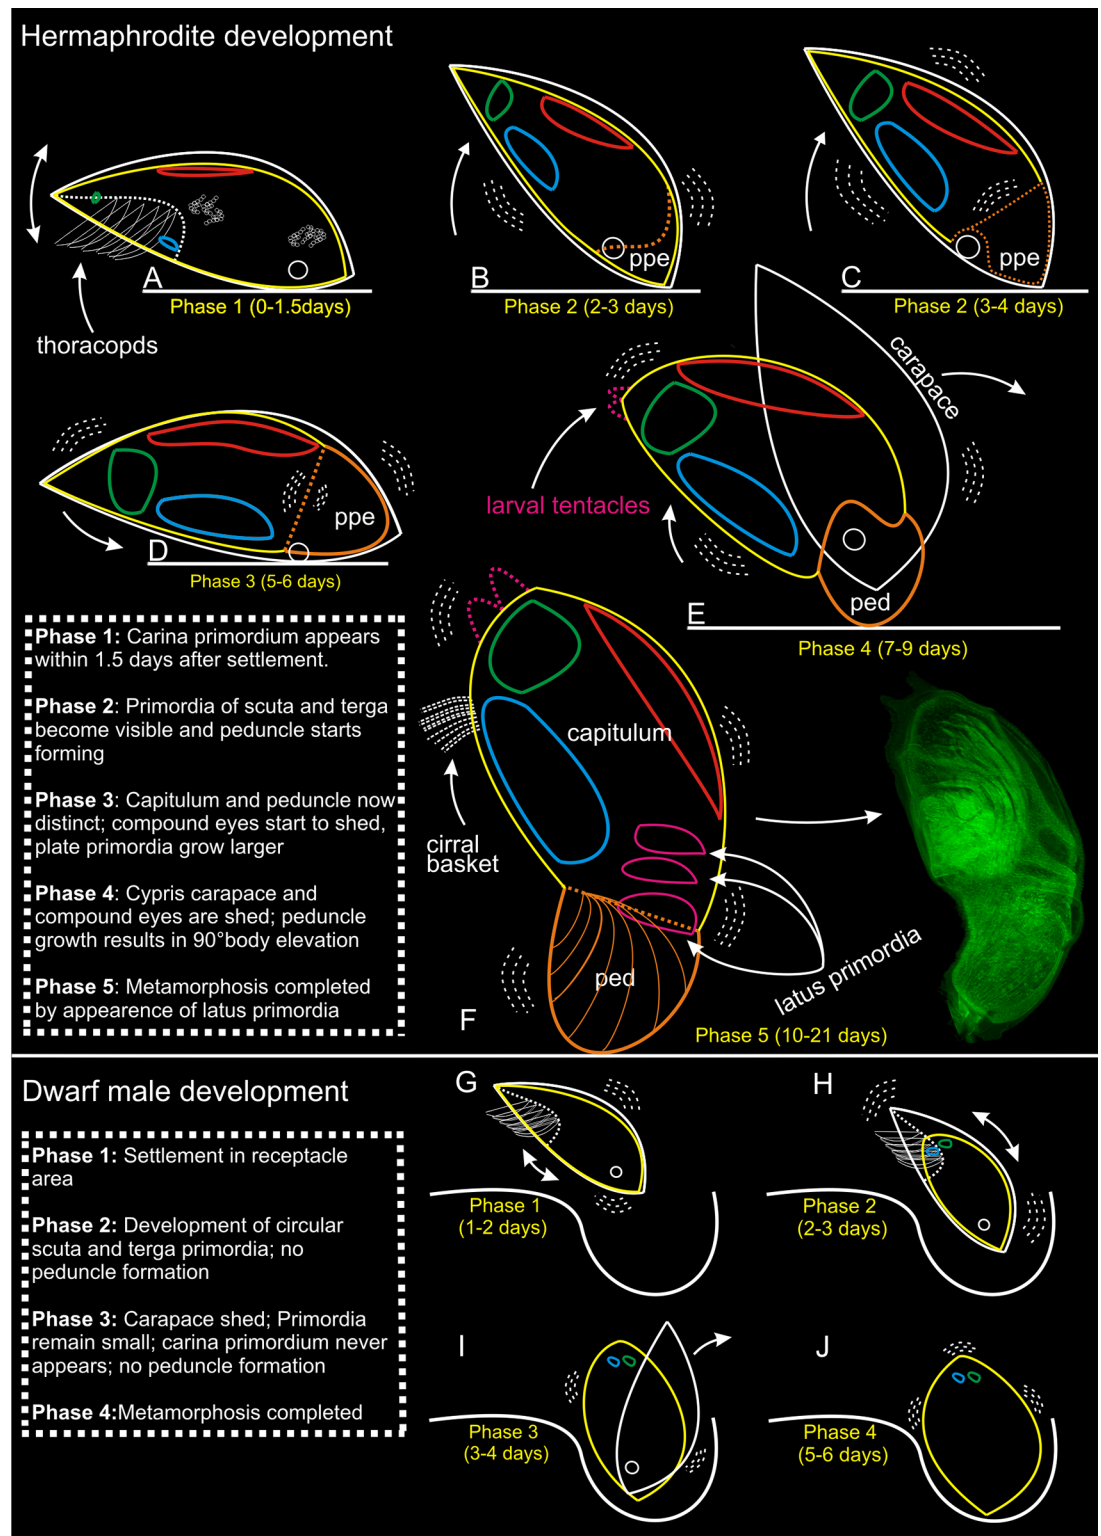 Hermaphrodite development
A
Phase 1 (0-1.5days)
thoracopds
B
ppe
Phase 2 (2-3 days)
C
ppe
Phase 2 (3-4 days)
D
ppe
Phase 3 (5-6 days)
carapace
larval tentacles
E
ped
Phase 4 (7-9 days)
Phase 1: Carina primordium appears
within 1.5 days after settlement.
Phase 2: Primordia of scuta and terga
become visible and peduncle starts
forming
Phase 3: Capitulum and peduncle now
distinct; compound eyes start to shed,
plate primordia grow larger
Phase 4: Cypris carapace and
compound eyes are shed; peduncle
growth results in 90°body elevation
Phase 5: Metamorphosis completed
by appearence of latus primordia
capitulum
cirral
basket
ped
latus primordia
F
Phase 5 (10-21 days)
Dwarf male development
Phase 1: Settlement in receptacle
area
Phase 2: Development of circular
scuta and terga primordia; no
peduncle formation
Phase 3: Carapace shed; Primordia
remain small; carina primordium never
appears; no peduncle formation
Phase 4:Metamorphosis completed
G
Phase 1
(1-2 days)
H
Phase 2
(2-3 days)
I
Phase 3
(3-4 days)
J
Phase 4
(5-6 days)